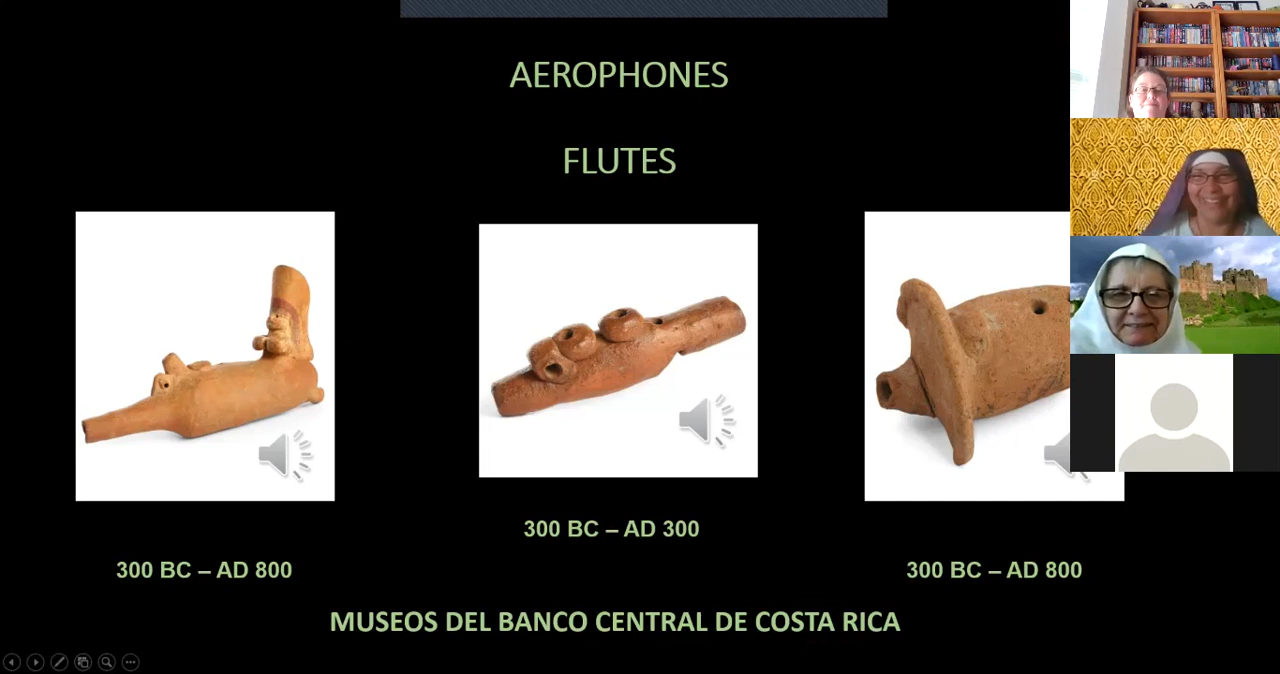 AEROPHONES
FLUTES
300 BC – AD 300
300 BC – AD 800
300 BC – AD 800
MUSEOS DEL BANCO CENTRAL DE COSTA RICA